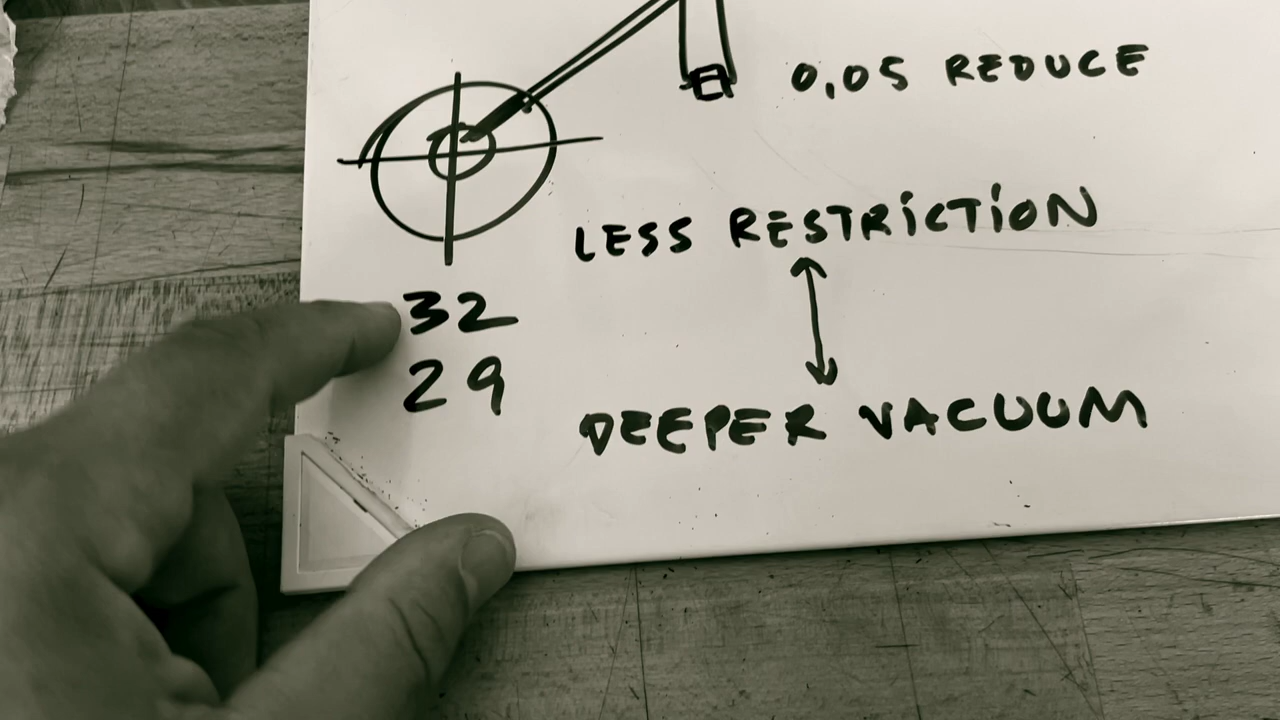 0,05 REDUCE
LESS RESTRICTION
32
29
DEEPER VACUUM